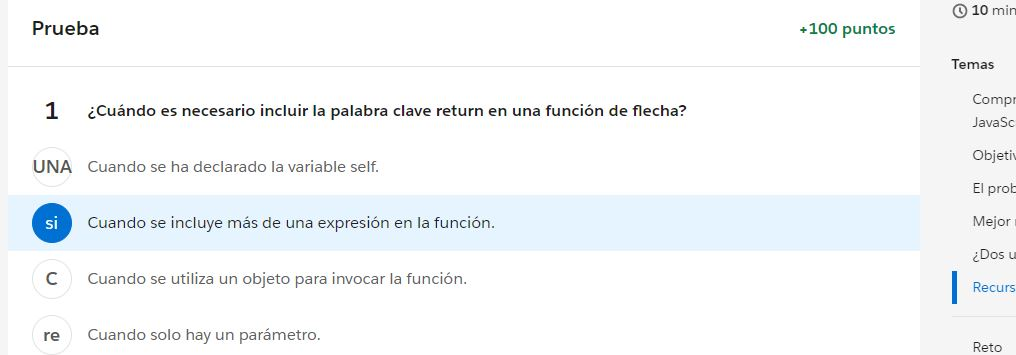 Prueba
+100 puntos
1 ¿Cuándo es necesario incluir la palabra clave return en una función de flecha?
UNA Cuando se ha declarado la variable self.
si Cuando se incluye más de una expresión en la función.
C Cuando se utiliza un objeto para invocar la función.
re Cuando solo hay un parámetro.
10 min
Temas
Compr
JavaSc
Objetiv
El prob
Mejor
¿Dos u
Recurs
Reto